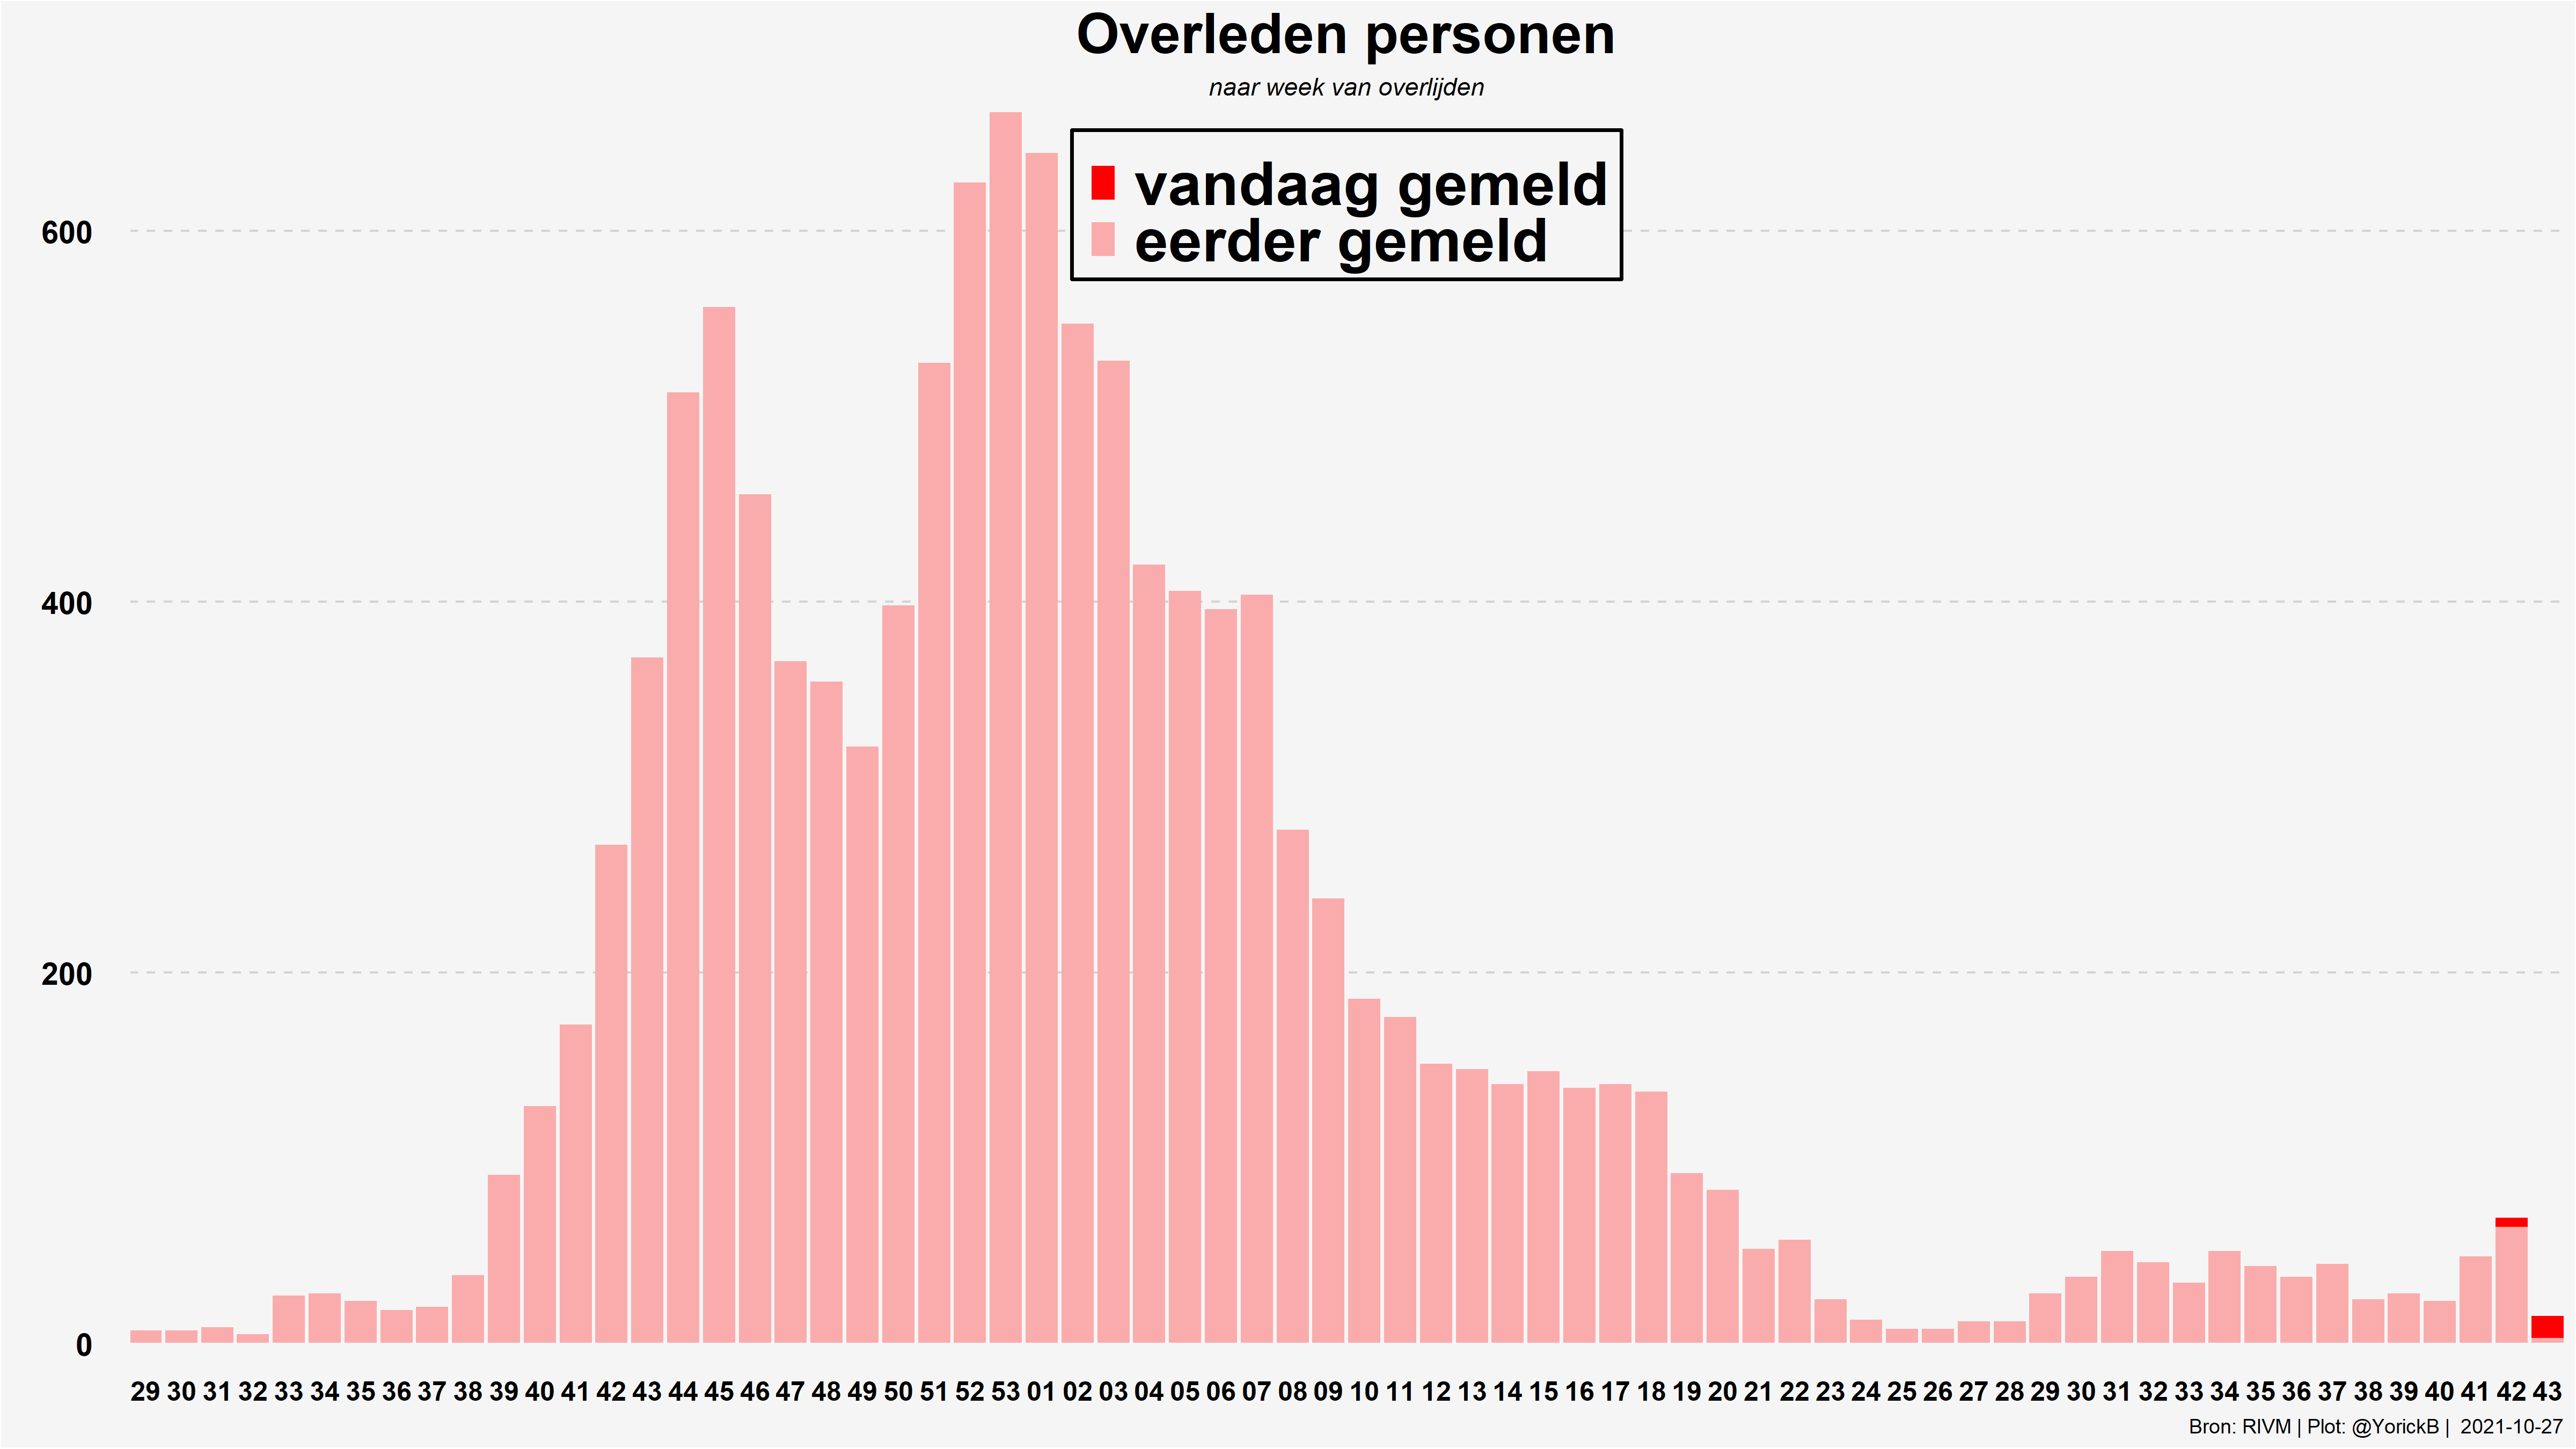 Overleden personen
naar week van overlijden
vandaag gemeld
eerder gemeld
600
400
200
0
29 30 31 32 33 34 35 36 37 38 39 40 41 42 43 44 45 46 47 48 49 50 51 52 53 01 02 03 04 05 06 07 08 09 10 11 12 13 14 15 16 17 18 19 20 21 22 23 24 25 26 27 28 29 30 31 32 33 34 35 36 37 38 39 40 41 42 43
Bron: RIVM | Plot: @YorickB | 2021-10-27